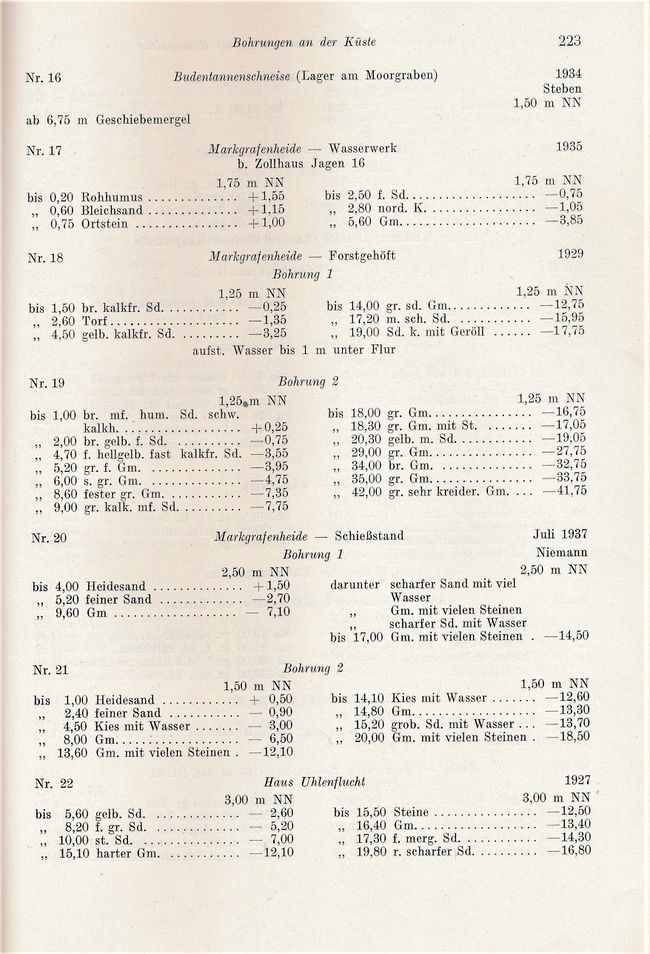 Bohrungen an der Küste 223
Nr. 16 Budentannenschneise (Lager am Moorgraben) 1934
Steben
1,50 m NN
ab 6,75 m Geschiebemergel
Nr. 17 Markgrafenheide — Wasserwerk 1935
b. Zollhaus Jagen 16
1,75 m NN 1,75 m NN
bis 0,20 Rohhumus .............. +1,55 bis 2,50 f. Sd. .................... —0,75
„ 0,60 Bleichsand .............. +1,15 „ 2,80 nord. K. ................. —1,05
„ 0,75 Ortstein ................ +1,00 „ 5,60 Gm. .................... —3,85
Nr. 18 Markgrafenheide — Forstgehöft 1929
Bohrung 1
1,25 m NN 1,25 m NN
bis 1,50 br. kalkfr. Sd. ........... —0,25 bis 14,00 gr. sd. Gm. ............ —12,75
„ 2,60 Torf .................... —1,35 „ 17,20 m. sch. Sd. ........... —15,95
„ 4,50 gelb. kalkfr. Sd. ......... —3,25 „ 19,00 Sd. k. mit Geröll ...... —17,75
aufst. Wasser bis 1 m unter Flur
Nr. 19 Bohrung 2
1,25 m NN 1,25 m NN
bis 1,00 br. mf. hum. Sd. schw. bis 18,00 gr. Gm. ............... —16,75
kalkh. .................. +0,25 „ 18,30 gr. Gm. mit St. ....... —17,05
„ 2,00 br. gelb. f. Sd. .......... —0,75 „ 20,30 gelb. m. Sd. ........... —19,05
„ 4,70 f. hellgelb. fast kalkfr. Sd. —3,55 „ 29,00 gr. Gm. ............... —27,75
„ 5,20 gr. f. Gm. .............. —3,95 „ 34,00 br. Gm. ............... —32,75
„ 6,00 s. gr. Gm. .............. —4,75 „ 35,00 gr. Gm. ............... —33,75
„ 8,60 fester gr. Gm. ........... —7,35 „ 42,00 gr. sehr kreider. Gm. ... —41,75
„ 9,00 gr. kalk. mf. Sd. ......... —7,75
Nr. 20 Markgrafenheide — Schießstand Juli 1937
Bohrung 1 Niemann
2,50 m NN 2,50 m NN
bis 4,00 Heidesand .............. +1,50 darunter scharfer Sand mit viel
„ 5,20 feiner Sand ............. —2,70 Wasser
„ 9,60 Gm .................... — 7,10 „ Gm. mit vielen Steinen
„ scharfer Sd. mit Wasser
bis 17,00 Gm. mit vielen Steinen . —14,50
Nr. 21 Bohrung 2
1,50 m NN 1,50 m NN
bis 1,00 Heidesand ............ + 0,50 bis 14,10 Kies mit Wasser ....... —12,60
„ 2,40 feiner Sand ........... — 0,90 „ 14,80 Gm. .................. —13,30
„ 4,50 Kies mit Wasser ....... — 3,00 „ 15,20 grob. Sd. mit Wasser ... —13,70
„ 8,00 Gm. ................... — 6,50 „ 20,00 Gm. mit vielen Steinen . —18,50
„ 13,60 Gm. mit vielen Steinen . —12,10
Nr. 22 Haus Uhlenflucht 1927
3,00 m NN 3,00 m NN
bis 5,60 gelb. Sd. .............. — 2,60 bis 15,50 Steine ................ —12,50
„ 8,20 f. gr. Sd. .............. — 5,20 „ 16,40 Gm. .................. —13,40
„ 10,00 st. Sd. ............... — 7,00 „ 17,30 f. merg. Sd. ........... —14,30
„ 15,10 harter Gm. ........... —12,10 „ 19,80 r. scharfer Sd. ......... —16,80